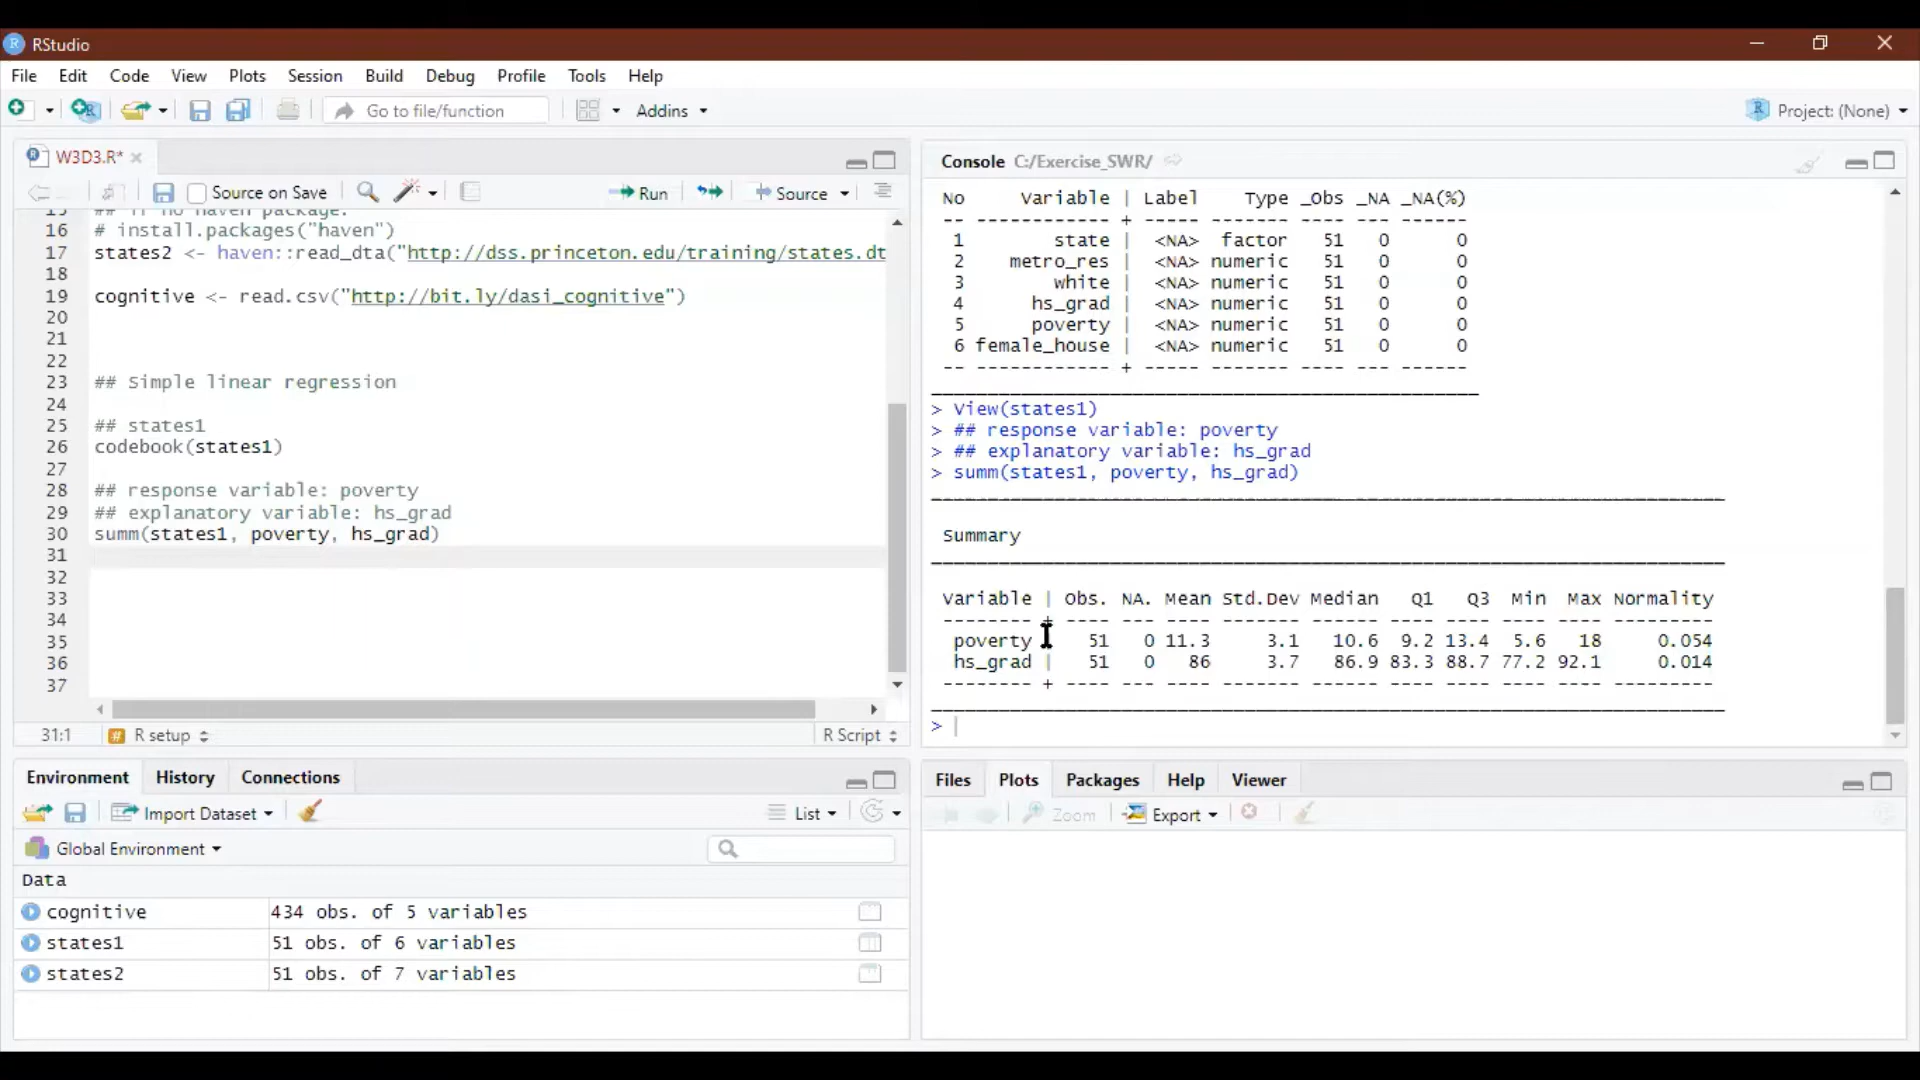 RStudio
File Edit Code View Plots Session Build Debug Profile Tools Help
Go to file/function Addins Project: (None)
W3D3.R*
Source on Save Run Source
16 # install.packages("haven")
17 states2 <- haven::read_dta("http://dss.princeton.edu/training/states.dt
18
19 cognitive <- read.csv("http://bit.ly/dasi_cognitive")
20
21
22
23 ## Simple linear regression
24
25 ## states1
26 codebook(states1)
27
28 ## response variable: poverty
29 ## explanatory variable: hs_grad
30 summ(states1, poverty, hs_grad)
31
32
33
34
35
36
37
31:1 # R setup R Script
Console C:/Exercise_SWR/
No Variable | Label Type _Obs _NA _NA(%)
-- ------------ + ----- ------- ---- --- ------
1 state | <NA> factor 51 0 0
2 metro_res | <NA> numeric 51 0 0
3 white | <NA> numeric 51 0 0
4 hs_grad | <NA> numeric 51 0 0
5 poverty | <NA> numeric 51 0 0
6 female_house | <NA> numeric 51 0 0
-- ------------ + ----- ------- ---- --- ------
> View(states1)
> ## response variable: poverty
> ## explanatory variable: hs_grad
> summ(states1, poverty, hs_grad)
Summary
Variable | Obs. NA. Mean Std.Dev Median Q1 Q3 Min Max Normality
-------- + ---- --- ---- ------- ------ ---- ---- ---- ---- ---------
poverty | 51 0 11.3 3.1 10.6 9.2 13.4 5.6 18 0.054
hs_grad | 51 0 86 3.7 86.9 83.3 88.7 77.2 92.1 0.014
-------- + ---- --- ---- ------- ------ ---- ---- ---- ---- ---------
>
Environment History Connections
Import Dataset List
Global Environment
Data
cognitive 434 obs. of 5 variables
states1 51 obs. of 6 variables
states2 51 obs. of 7 variables
Files Plots Packages Help Viewer
Zoom Export